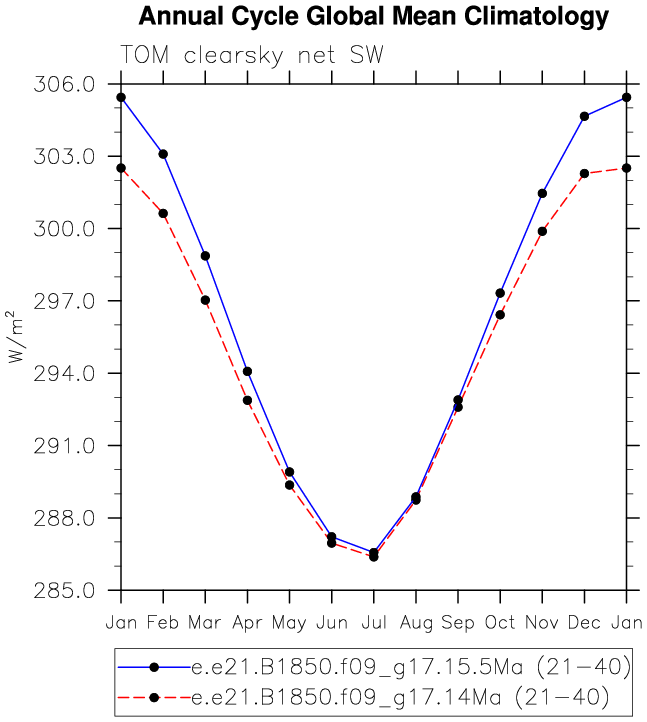 Annual Cycle Global Mean Climatology
TOM clearsky net SW
306.0
303.0
300.0
297.0
294.0
291.0
288.0
285.0
W/m²
Jan Feb Mar Apr May Jun Jul Aug Sep Oct Nov Dec Jan
e.e21.B1850.f09_g17.15.5Ma (21−40)
e.e21.B1850.f09_g17.14Ma (21−40)